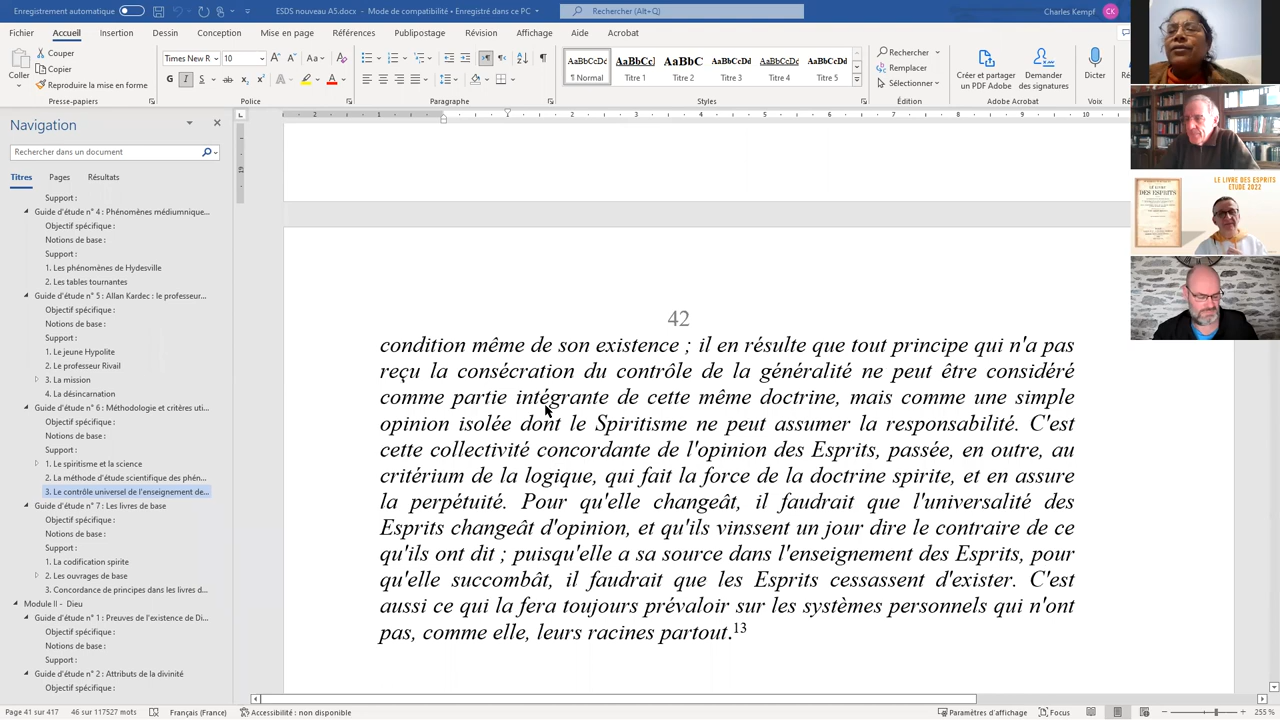 Enregistrement automatique
ESDS nouveau A5.docx - Mode de compatibilité • Enregistré dans ce PC
Rechercher (Alt+Q)
Charles Kempf
CK
Fichier
Accueil
Insertion
Dessin
Conception
Mise en page
Références
Publipostage
Révision
Affichage
Aide
Acrobat
Coller
Couper
Copier
Reproduire la mise en forme
Presse-papiers
Times New R
10
G
I
S
Police
Paragraphe
AaBbCcDd
¶ Normal
AaBbCcI
Titre 1
AaBbC
Titre 2
AaBbCcDd
Titre 3
AaBbCcDd
Titre 4
AaBbCcDd
Titre 5
Styles
Rechercher
Remplacer
Sélectionner
Édition
Créer et partager
un PDF Adobe
Demander
des signatures
Adobe Acrobat
Dicter
Voix
Navigation
Rechercher dans un document
Titres
Pages
Résultats
Support :
Guide d'étude n° 4 : Phénomènes médiumnique...
Objectif spécifique :
Notions de base :
Support :
1. Les phénomènes de Hydesville
2. Les tables tournantes
Guide d'étude n° 5 : Allan Kardec : le professeur...
Objectif spécifique :
Notions de base :
Support :
1. Le jeune Hypolite
2. Le professeur Rivail
3. La mission
4. La désincarnation
Guide d'étude n° 6 : Méthodologie et critères uti...
Objectif spécifique :
Notions de base :
Support :
1. Le spiritisme et la science
2. La méthode d'étude scientifique des phén...
3. Le contrôle universel de l'enseignement de...
Guide d'étude n° 7 : Les livres de base
Objectif spécifique :
Notions de base :
Support :
1. La codification spirite
2. Les ouvrages de base
3. Concordance de principes dans les livres d...
Module II - Dieu
Guide d'étude n° 1 : Preuves de l'existence de Di...
Objectif spécifique :
Notions de base :
Support :
Guide d'étude n° 2 : Attributs de la divinité
Objectif spécifique :
42
condition même de son existence ; il en résulte que tout principe qui n'a pas
reçu la consécration du contrôle de la généralité ne peut être considéré
comme partie intégrante de cette même doctrine, mais comme une simple
opinion isolée dont le Spiritisme ne peut assumer la responsabilité. C'est
cette collectivité concordante de l'opinion des Esprits, passée, en outre, au
critérium de la logique, qui fait la force de la doctrine spirite, et en assure
la perpétuité. Pour qu'elle changeât, il faudrait que l'universalité des
Esprits changeât d'opinion, et qu'ils vinssent un jour dire le contraire de ce
qu'ils ont dit ; puisqu'elle a sa source dans l'enseignement des Esprits, pour
qu'elle succombât, il faudrait que les Esprits cessassent d'exister. C'est
aussi ce qui la fera toujours prévaloir sur les systèmes personnels qui n'ont
pas, comme elle, leurs racines partout.13
LE LIVRE DES ESPRITS
ETUDE 2022
DES ESPRITS
Page 41 sur 417
46 sur 117527 mots
Français (France)
Accessibilité : non disponible
Paramètres d'affichage
Focus
255 %